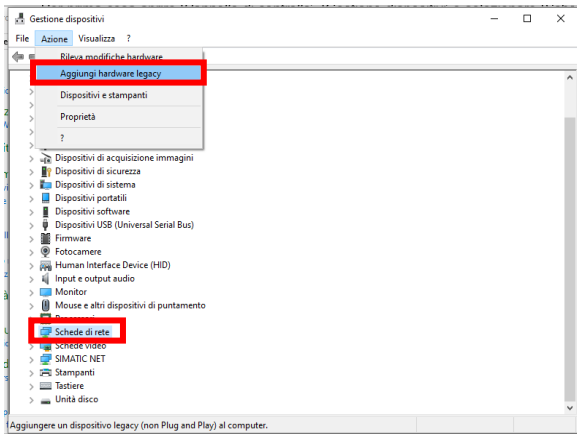 Gestione dispositivi
File Azione Visualizza ?
Rileva modifiche hardware
Aggiungi hardware legacy
Dispositivi e stampanti
Proprietà
?
Dispositivi di acquisizione immagini
Dispositivi di sicurezza
Dispositivi di sistema
Dispositivi portatili
Dispositivi software
Dispositivi USB (Universal Serial Bus)
Firmware
Fotocamere
Human Interface Device (HID)
Input e output audio
Monitor
Mouse e altri dispositivi di puntamento
Processori
Schede di rete
Schede video
SIMATIC NET
Stampanti
Tastiere
Unità disco
Aggiungere un dispositivo legacy (non Plug and Play) al computer.